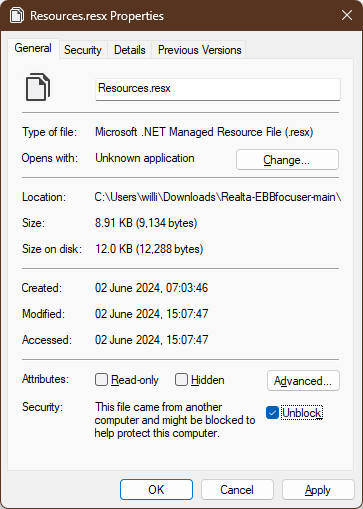 Resources.resx Properties
General Security Details Previous Versions
Resources.resx
Type of file: Microsoft .NET Managed Resource File (.resx)
Opens with: Unknown application Change...
Location: C:\Users\willi\Downloads\Realta-EBBfocuser-main\
Size: 8.91 KB (9,134 bytes)
Size on disk: 12.0 KB (12,288 bytes)
Created: 02 June 2024, 07:03:46
Modified: 02 June 2024, 15:07:47
Accessed: 02 June 2024, 15:07:47
Attributes: Read-only Hidden Advanced...
Security: This file came from another
computer and might be blocked to
help protect this computer.
Unblock
OK Cancel Apply